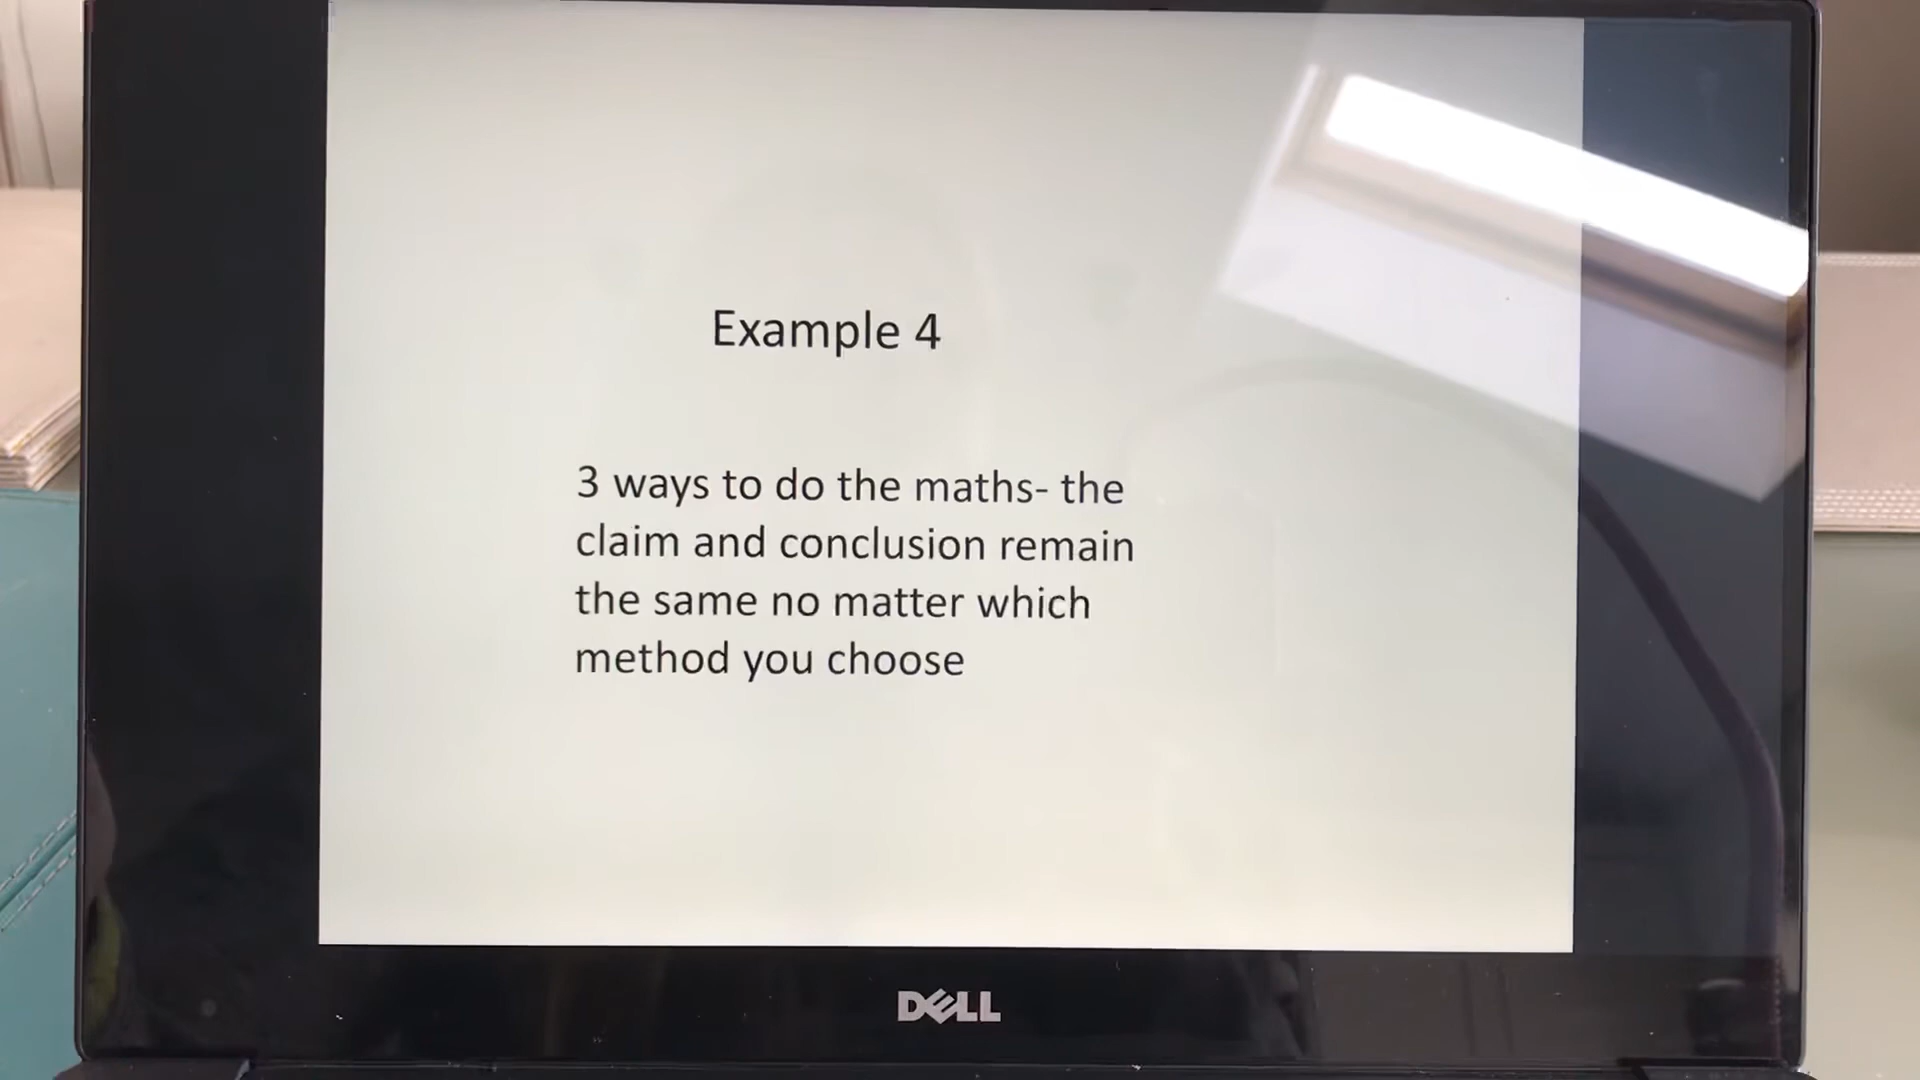 Example 4
3 ways to do the maths- the
claim and conclusion remain
the same no matter which
method you choose
DELL